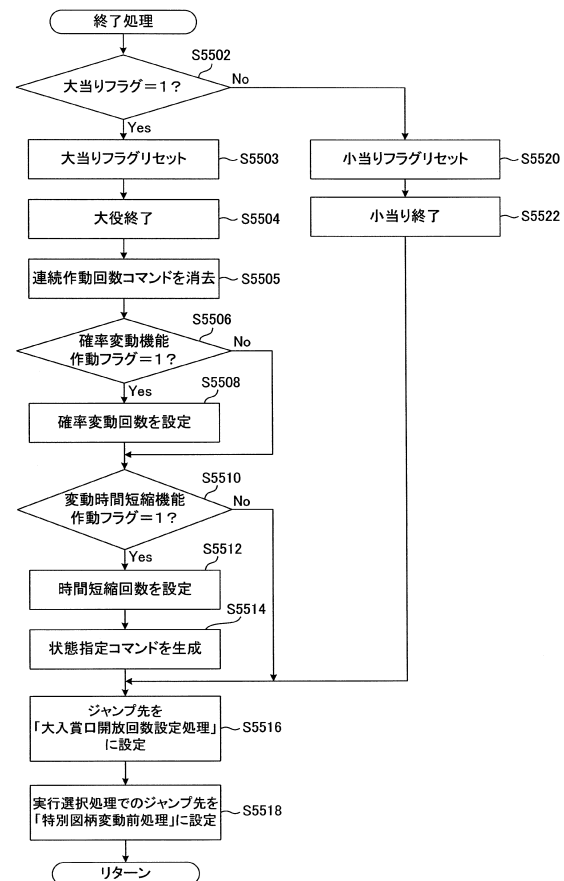 終了処理
S5502
大当りフラグ＝1？
No
Yes
大当りフラグリセット
S5503
小当りフラグリセット
S5520
大役終了
S5504
小当り終了
S5522
連続作動回数コマンドを消去
S5505
S5506
確率変動機能
作動フラグ＝1？
No
Yes
S5508
確率変動回数を設定
S5510
変動時間短縮機能
作動フラグ＝1？
No
Yes
S5512
時間短縮回数を設定
S5514
状態指定コマンドを生成
ジャンプ先を
「大入賞口開放回数設定処理」
に設定
S5516
実行選択処理でのジャンプ先を
「特別図柄変動前処理」に設定
S5518
リターン